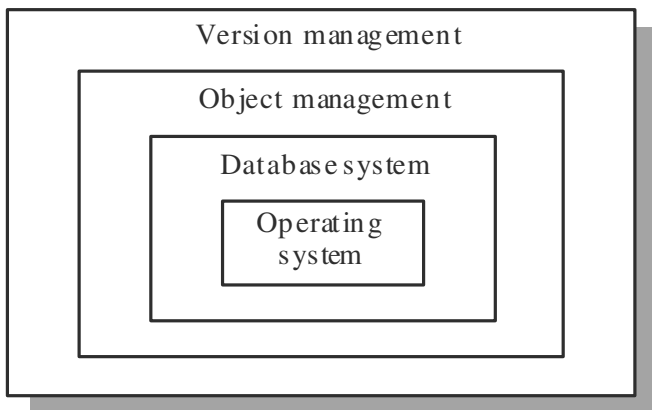 Version management
Object management
Database system
Operating
system